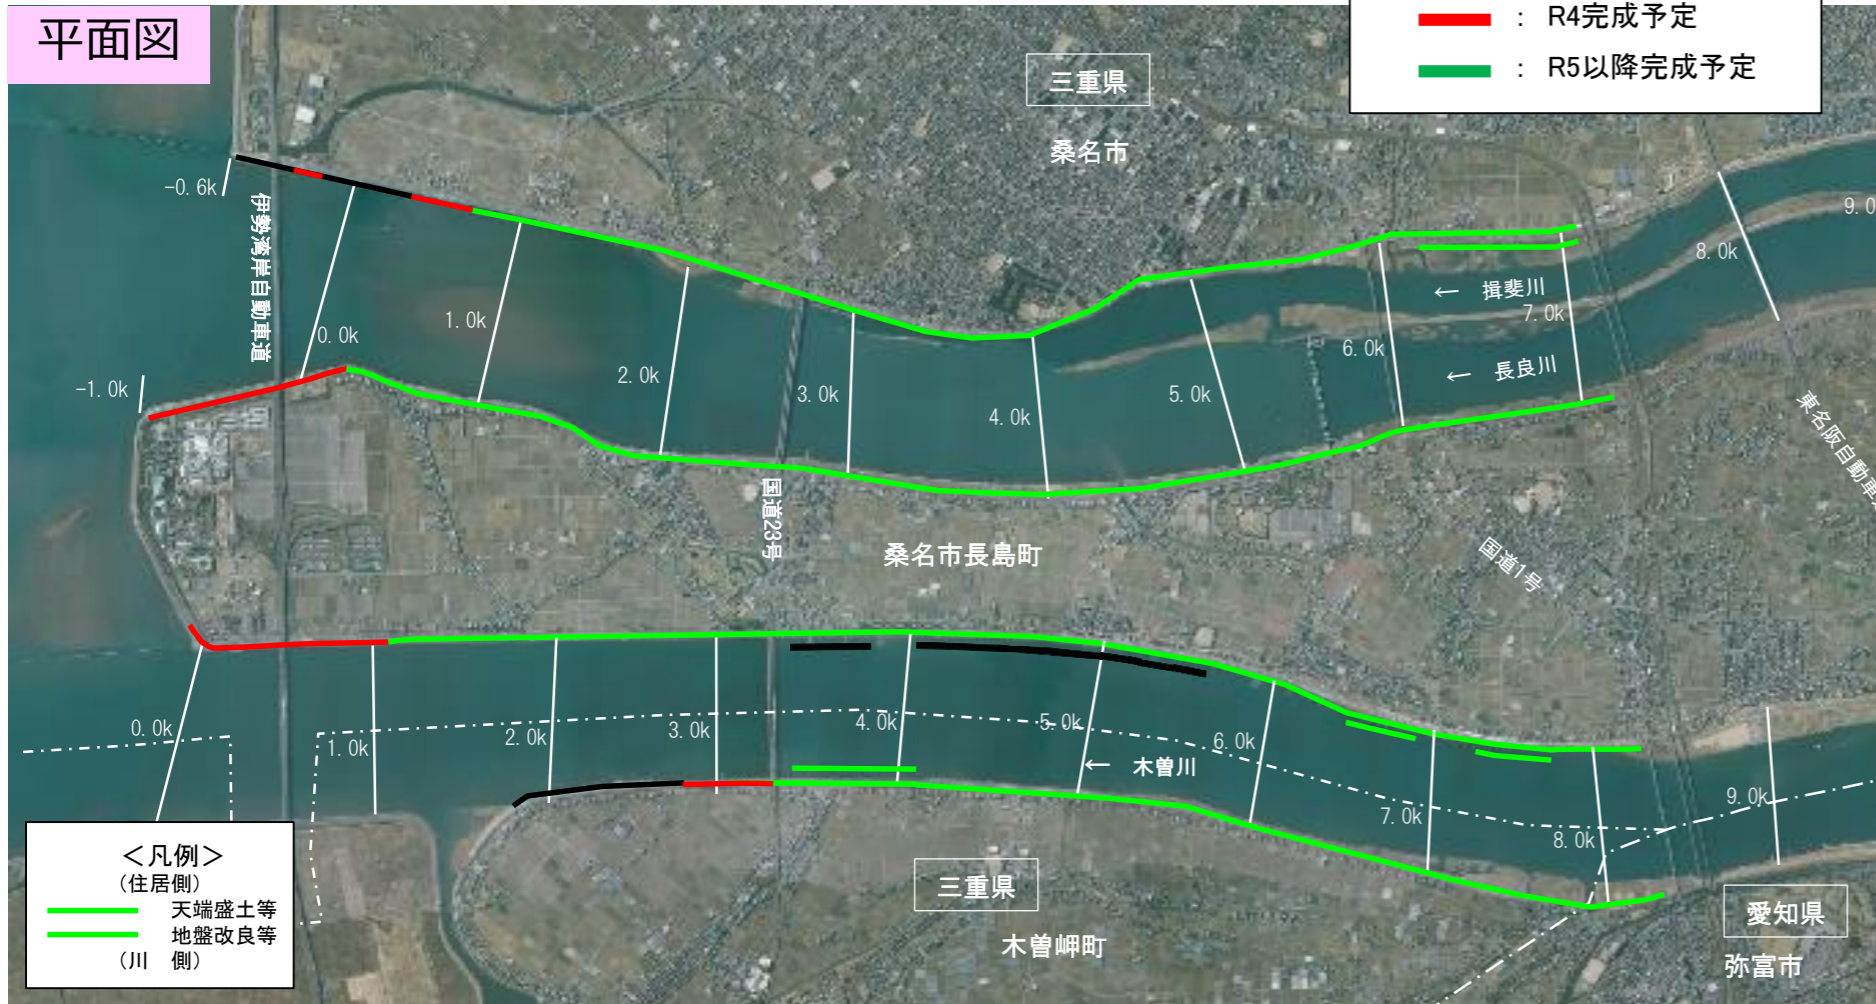 平面図
： R4完成予定
： R5以降完成予定
三重県
桑名市
-0.6k
伊勢湾岸自動車道
0.0k
1.0k
2.0k
3.0k
4.0k
5.0k
6.0k
7.0k
8.0k
9.0
← 揖斐川
← 長良川
-1.0k
東名阪自動車
国道23号
桑名市長島町
国道1号
0.0k
1.0k
2.0k
3.0k
4.0k
5.0k
6.0k
7.0k
8.0k
9.0k
← 木曽川
＜凡例＞
（住居側）
天端盛土等
地盤改良等
（川　側）
三重県
木曽岬町
愛知県
弥富市